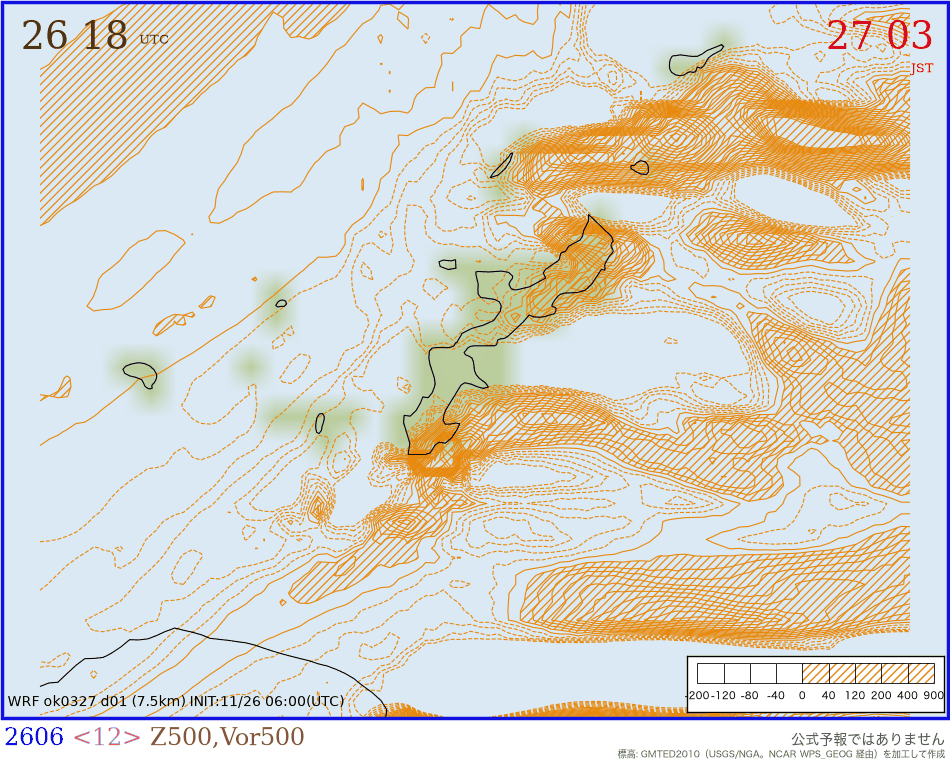 26 18 UTC
27 03
JST
-200 -120 -80 -40 0 40 120 200 400 900
WRF ok0327 d01 (7.5km) INIT:11/26 06:00(UTC)
2606 <12> Z500,Vor500
公式予報ではありません
標高: GMTED2010（USGS/NGA。NCAR WPS_GEOG 経由）を加工して作成